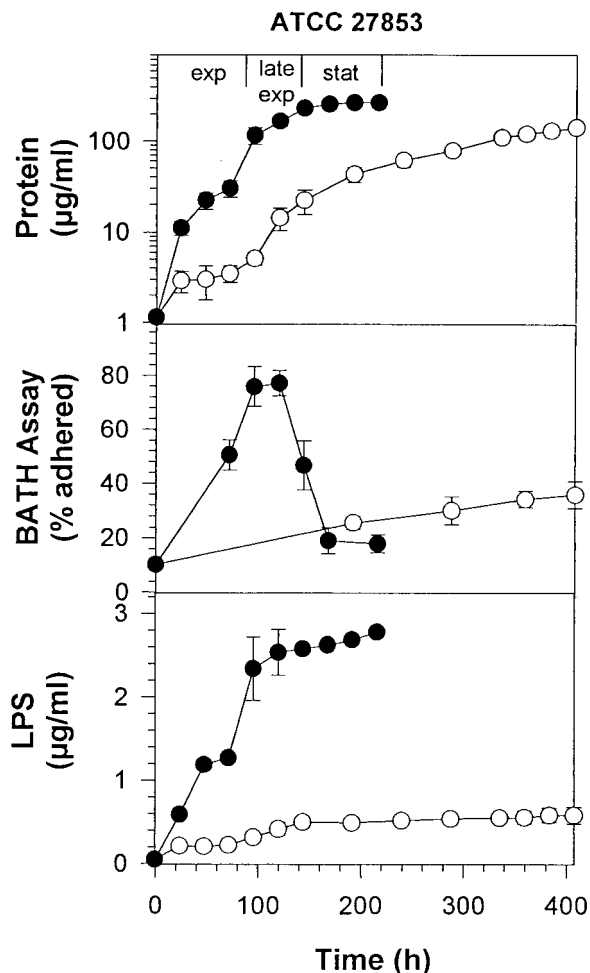 ATCC 27853
exp
late
exp
stat
Protein
(µg/ml)
100
10
1
BATH Assay
(% adhered)
80
60
40
20
0
LPS
(µg/ml)
3
2
1
0
0 100 200 300 400
Time (h)